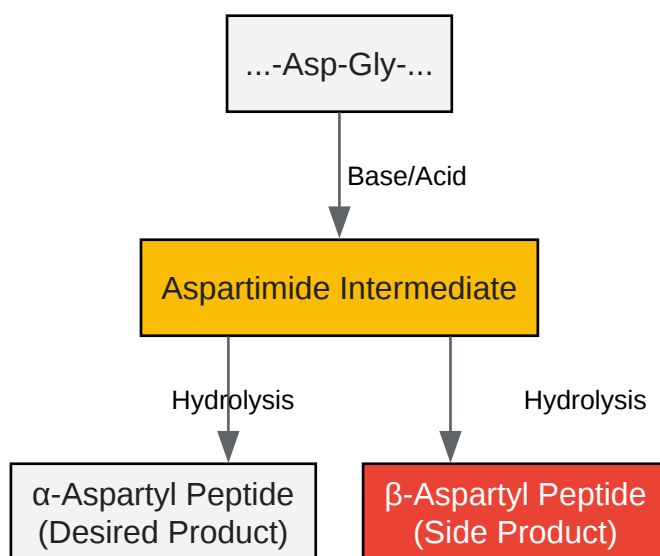 ...-Asp-Gly-...
Base/Acid
Aspartimide Intermediate
Hydrolysis
Hydrolysis
α-Aspartyl Peptide
(Desired Product)
β-Aspartyl Peptide
(Side Product)